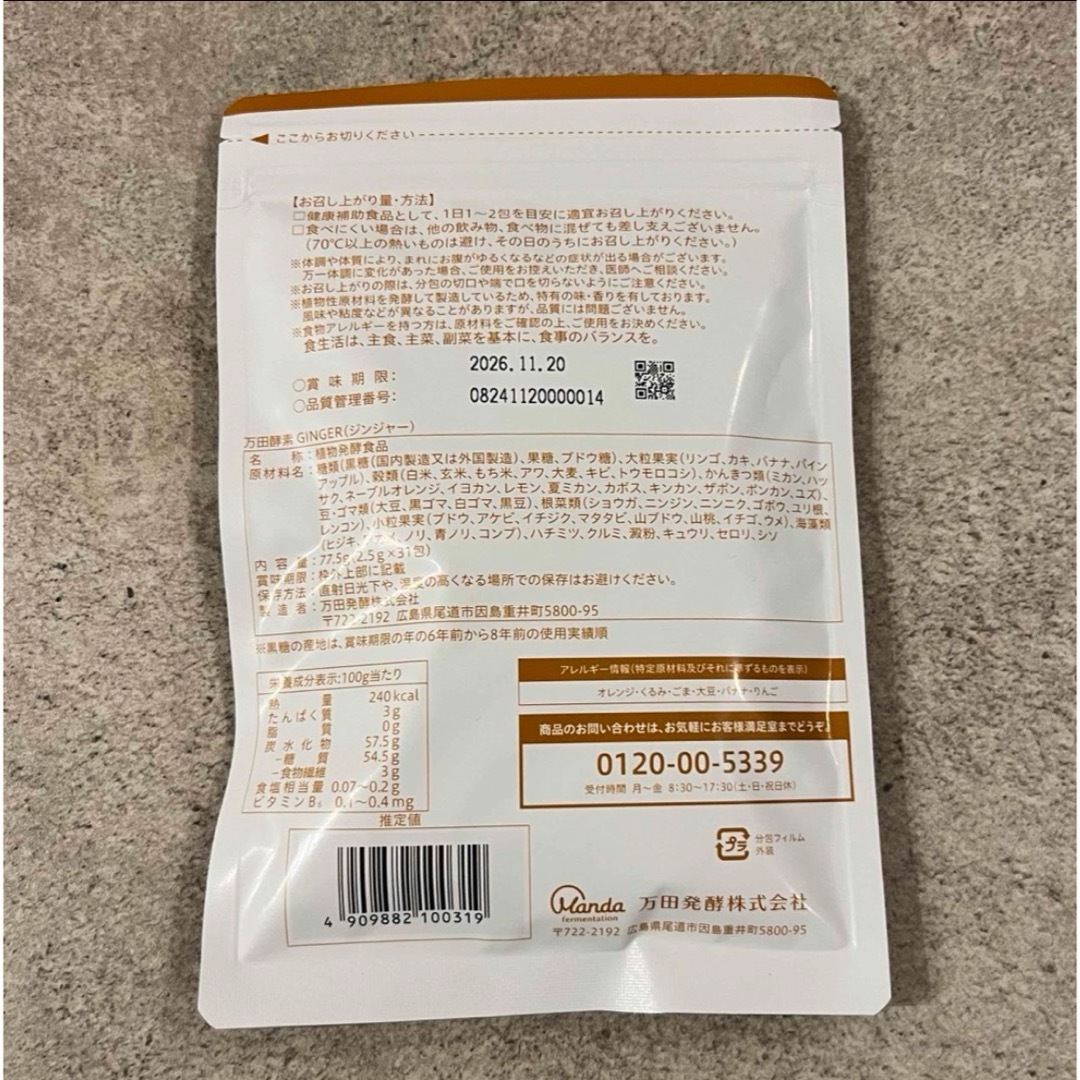 ここからお切りください
【お召し上がり量・方法】
□健康補助食品として、1日1〜2包を目安に適宜お召し上がりください。
□食べにくい場合は、他の飲み物、食べ物に混ぜても差し支えございません。
(70℃以上の熱いものは避け、その日のうちにお召し上がりください。)
※体調や体質により、まれにお腹がゆるくなるなどの症状が出る場合がございます。
万一体調に変化があった場合、ご使用をお控えいただき、医師へご相談ください。
※お召し上がりの際は、分包の切口や端で口を切らないようにご注意ください。
※植物性原材料を発酵して製造しているため、特有の味・香りを有しております。
風味や粘度などが異なることがありますが、品質には問題ございません。
※食物アレルギーを持つ方は、原材料をご確認の上、ご使用をお決めください。
食生活は、主食、主菜、副菜を基本に、食事のバランスを。
○賞味期限: 2026.11.20
○品質管理番号: 08241120000014
万田酵素 GINGER(ジンジャー)
名称:植物発酵食品
原材料名:糖類(黒糖(国内製造又は外国製造)、果糖、ブドウ糖)、大粒果実(リンゴ、カキ、バナナ、パイン
アップル)、穀類(白米、玄米、もち米、アワ、大麦、キビ、トウモロコシ)、かんきつ類(ミカン、ハッ
サク、ネーブルオレンジ、イヨカン、レモン、夏ミカン、カボス、キンカン、ザボン、ポンカン、ユズ)、
豆・ゴマ類(大豆、黒ゴマ、白ゴマ、黒豆)、根菜類(ショウガ、ニンジン、ニンニク、ゴボウ、ユリ根、
レンコン)、小粒果実(ブドウ、アケビ、イチジク、マタタビ、山ブドウ、山桃、イチゴ、ウメ)、海藻類
(ヒジキ、ノリ、青ノリ、コンブ)、ハチミツ、クルミ、澱粉、キュウリ、セロリ、シソ
内容量:77.5g(2.5g×31包)
賞味期限:枠外上部に記載
保存方法:直射日光下や、温度の高くなる場所での保存はお避けください。
製造者:万田発酵株式会社
〒722-2192 広島県尾道市因島重井町5800-95
※黒糖の産地は、賞味期限の年の6年前から8年前の使用実績順
栄養成分表示:100g当たり
熱量 240kcal
たんぱく質 3g
脂質 0g
炭水化物 57.5g
-糖質 54.5g
-食物繊維 3g
食塩相当量 0.07〜0.2g
ビタミンB₆ 0.1〜0.4mg
推定値
アレルギー情報(特定原材料及びそれに準ずるものを表示)
オレンジ・くるみ・ごま・大豆・バナナ・りんご
商品のお問い合わせは、お気軽にお客様満足室までどうぞ♪
0120-00-5339
受付時間 月〜金 8:30〜17:30(土・日・祝日休)
プラ
分包フィルム
外装
4 909882 100319
Manda
fermentation
万田発酵株式会社
〒722-2192 広島県尾道市因島重井町5800-95